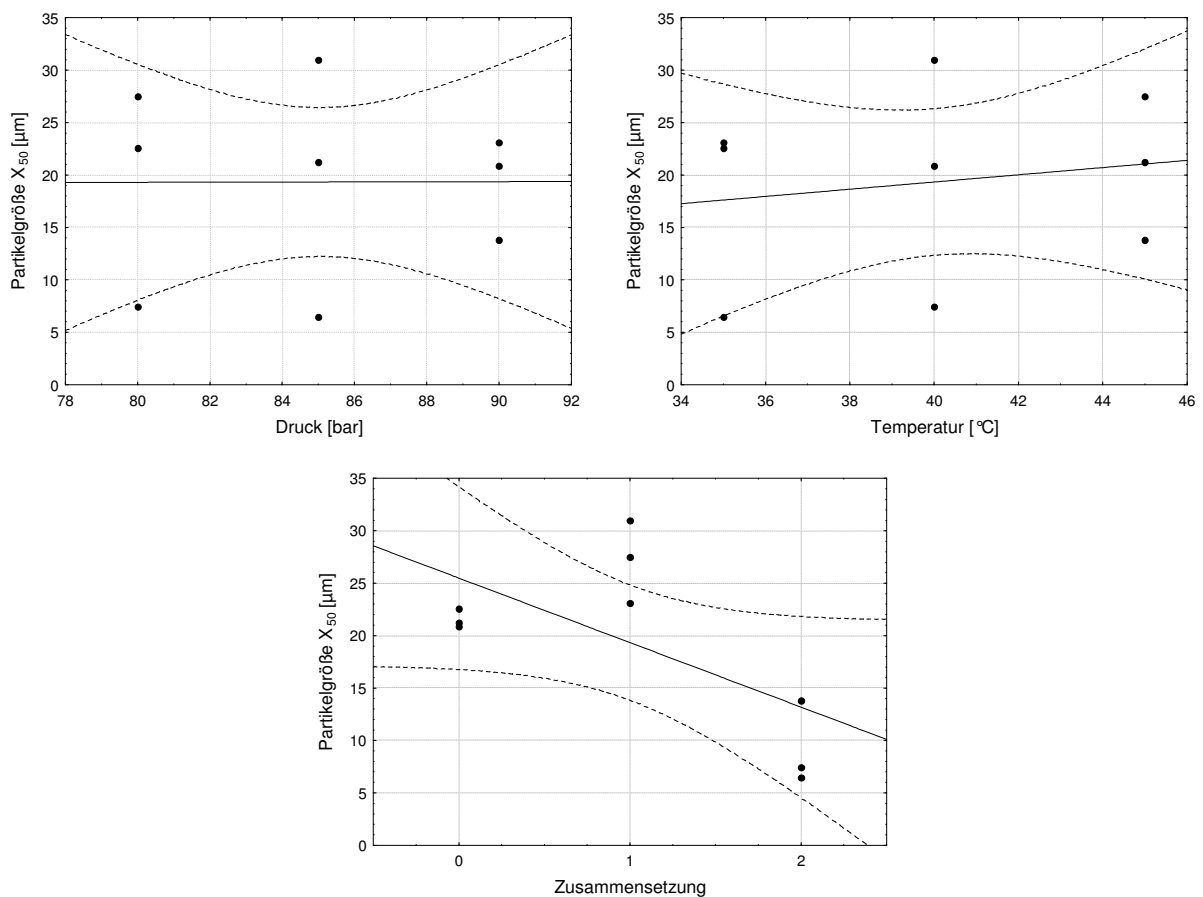 35
30
25
20
15
10
5
0
Partikelgröße X50 [µm]
78 80 82 84 86 88 90 92
Druck [bar]
35
30
25
20
15
10
5
0
Partikelgröße X50 [µm]
34 36 38 40 42 44 46
Temperatur [°C]
35
30
25
20
15
10
5
0
Partikelgröße X50 [µm]
0 1 2
Zusammensetzung